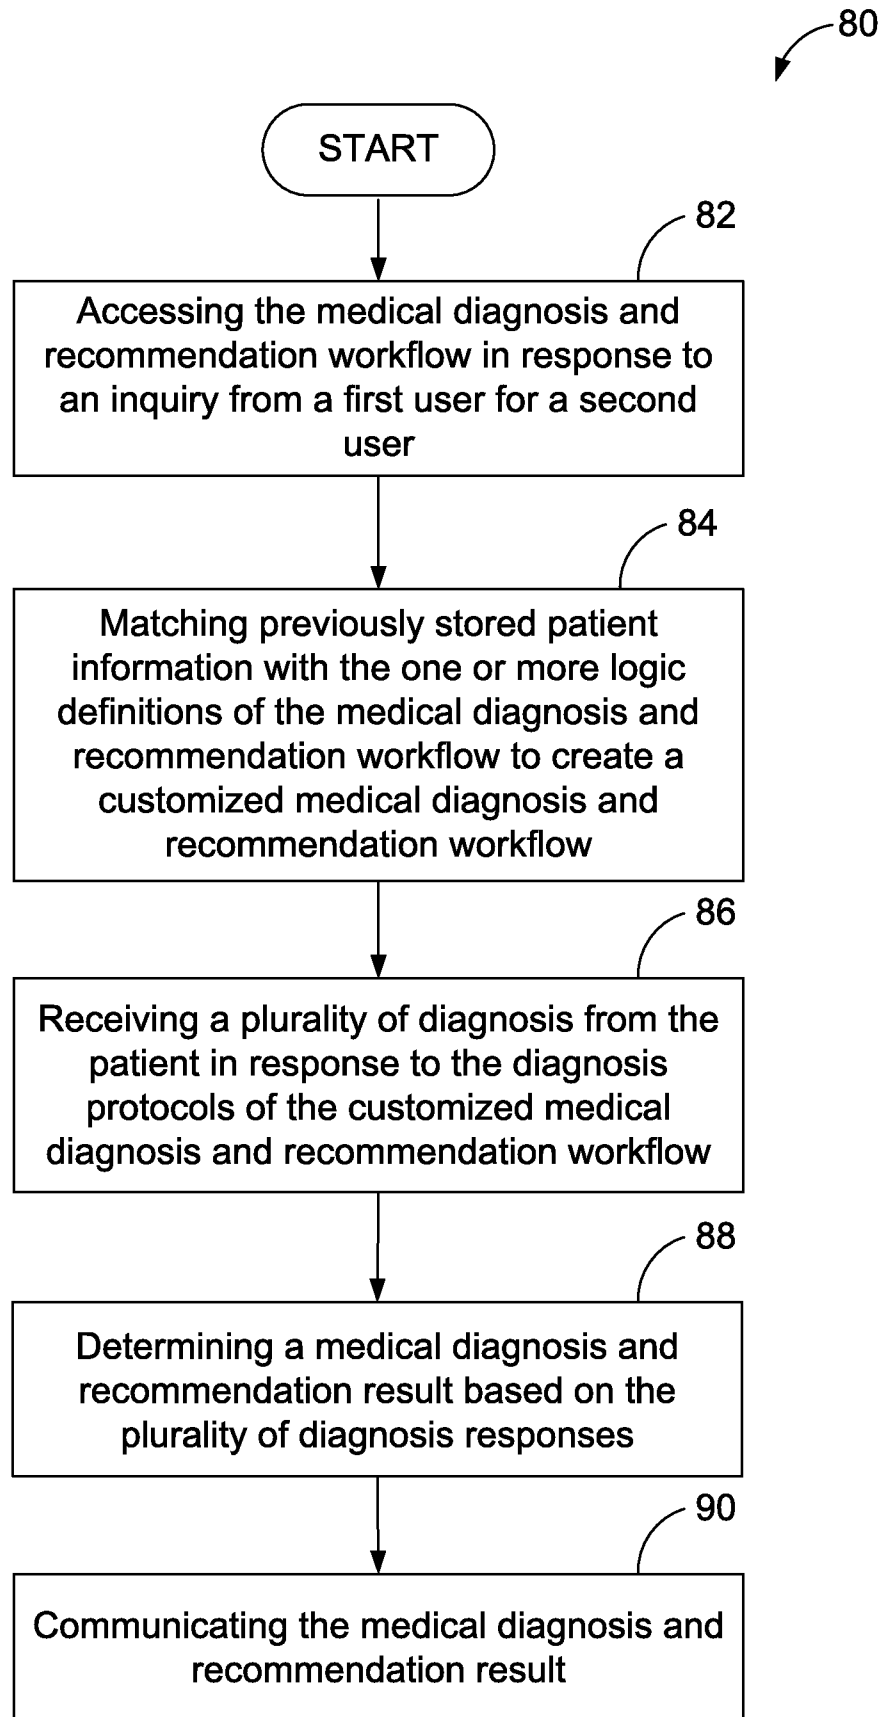 80
START
82
Accessing the medical diagnosis and
recommendation workflow in response to
an inquiry from a first user for a second
user
84
Matching previously stored patient
information with the one or more logic
definitions of the medical diagnosis and
recommendation workflow to create a
customized medical diagnosis and
recommendation workflow
86
Receiving a plurality of diagnosis from the
patient in response to the diagnosis
protocols of the customized medical
diagnosis and recommendation workflow
88
Determining a medical diagnosis and
recommendation result based on the
plurality of diagnosis responses
90
Communicating the medical diagnosis and
recommendation result